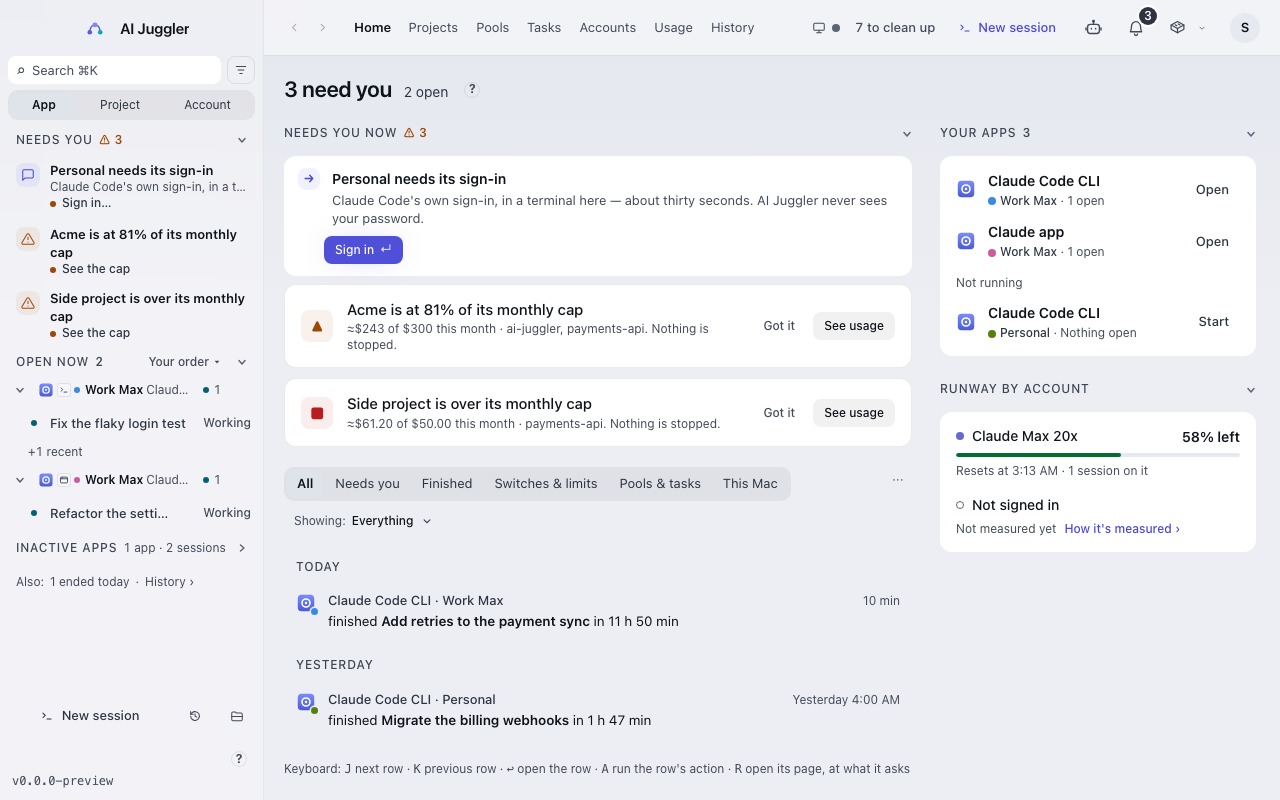 AI Juggler
Search ⌘K
App Project Account
NEEDS YOU 3
Personal needs its sign-in
Claude Code's own sign-in, in a t…
Sign in…
Acme is at 81% of its monthly
cap
See the cap
Side project is over its monthly
cap
See the cap
OPEN NOW 2 Your order
Work Max Claud… 1
Fix the flaky login test Working
+1 recent
Work Max Claud… 1
Refactor the setti… Working
INACTIVE APPS 1 app · 2 sessions
Also: 1 ended today · History ›
New session
?
v0.0.0-preview
Home Projects Pools Tasks Accounts Usage History
7 to clean up
New session
3
S
3 need you 2 open ?
NEEDS YOU NOW 3
Personal needs its sign-in
Claude Code's own sign-in, in a terminal here — about thirty seconds. AI Juggler never sees
your password.
Sign in ↵
Acme is at 81% of its monthly cap
≈$243 of $300 this month · ai-juggler, payments-api. Nothing is
stopped.
Got it See usage
Side project is over its monthly cap
≈$61.20 of $50.00 this month · payments-api. Nothing is stopped.
Got it See usage
All Needs you Finished Switches & limits Pools & tasks This Mac
…
Showing: Everything
TODAY
Claude Code CLI · Work Max 10 min
finished Add retries to the payment sync in 11 h 50 min
YESTERDAY
Claude Code CLI · Personal Yesterday 4:00 AM
finished Migrate the billing webhooks in 1 h 47 min
Keyboard: J next row · K previous row · ↩ open the row · A run the row's action · R open its page, at what it asks
YOUR APPS 3
Claude Code CLI
Work Max · 1 open
Open
Claude app
Work Max · 1 open
Open
Not running
Claude Code CLI
Personal · Nothing open
Start
RUNWAY BY ACCOUNT
Claude Max 20x 58% left
Resets at 3:13 AM · 1 session on it
Not signed in
Not measured yet How it's measured ›